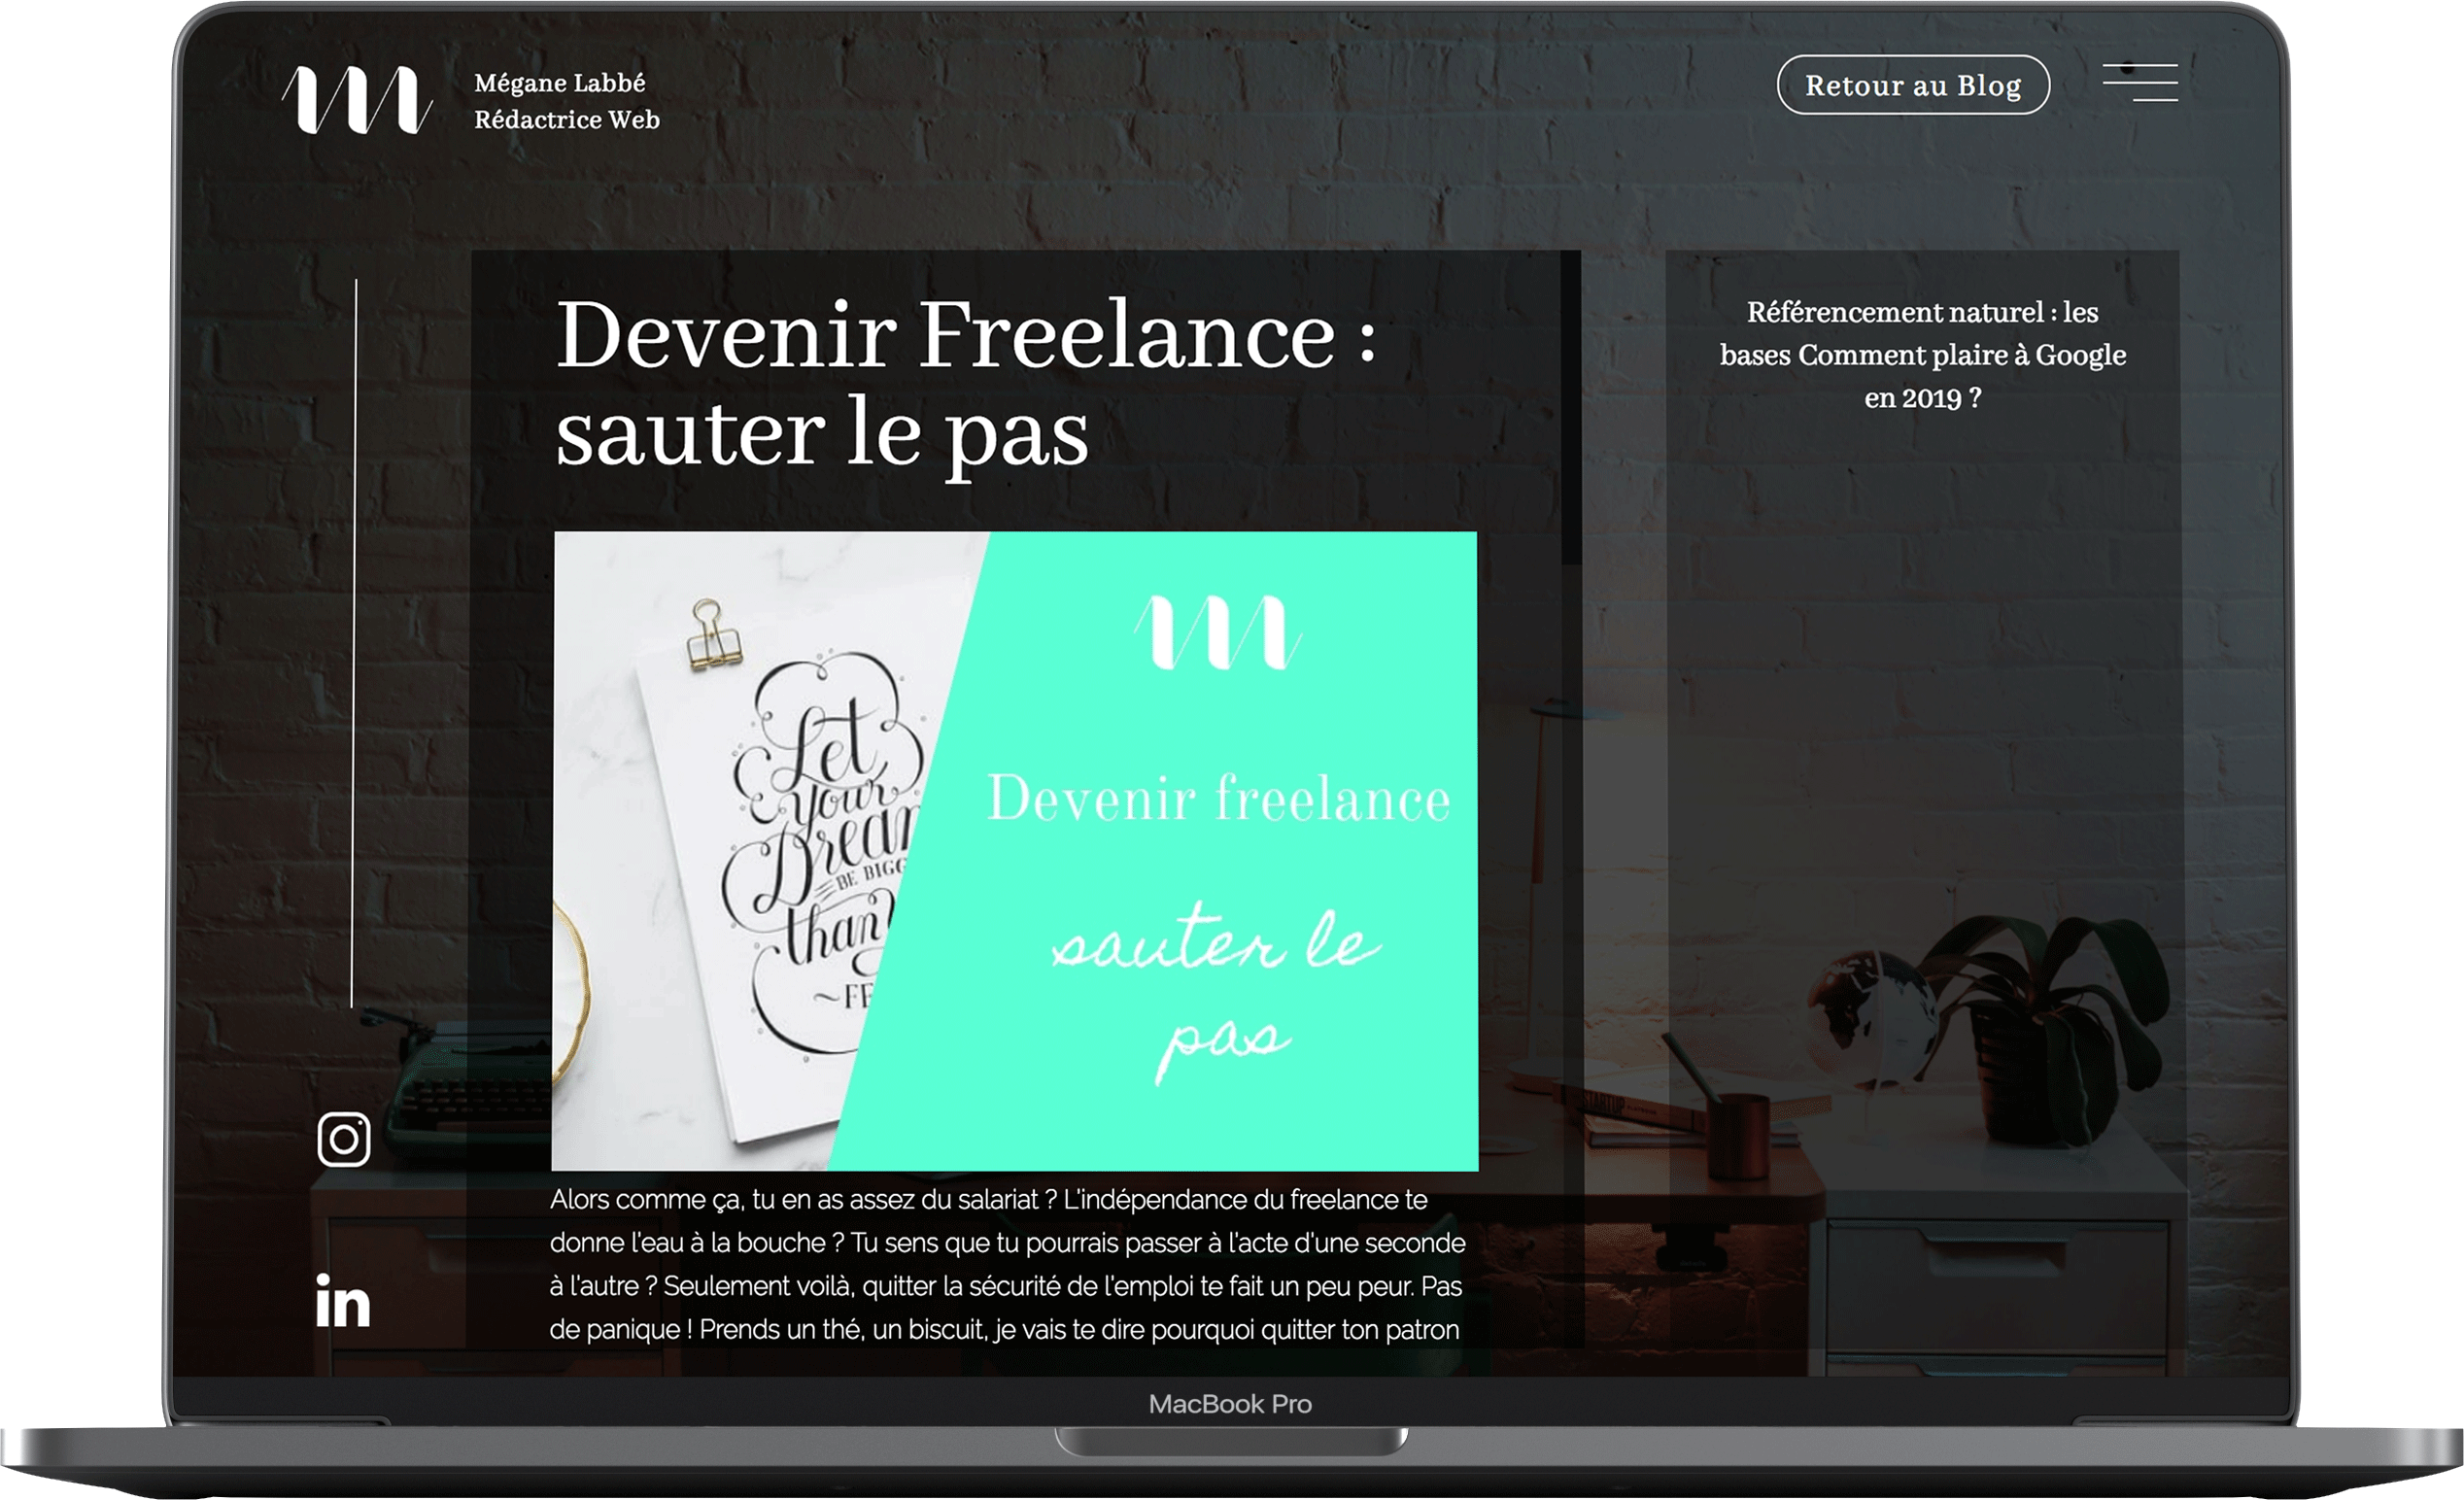 Mégane Labbé
Rédactrice Web
Retour au Blog
Devenir Freelance :
sauter le pas
Référencement naturel : les
bases Comment plaire à Google
en 2019 ?
Let
your
Dream
BE BIGG
than
~FE
Devenir freelance
sauter le
pas
STARTUP
Alors comme ça, tu en as assez du salariat ? L'indépendance du freelance te
donne l'eau à la bouche ? Tu sens que tu pourrais passer à l'acte d'une seconde
à l'autre ? Seulement voilà, quitter la sécurité de l'emploi te fait un peu peur. Pas
de panique ! Prends un thé, un biscuit, je vais te dire pourquoi quitter ton patron
in
MacBook Pro